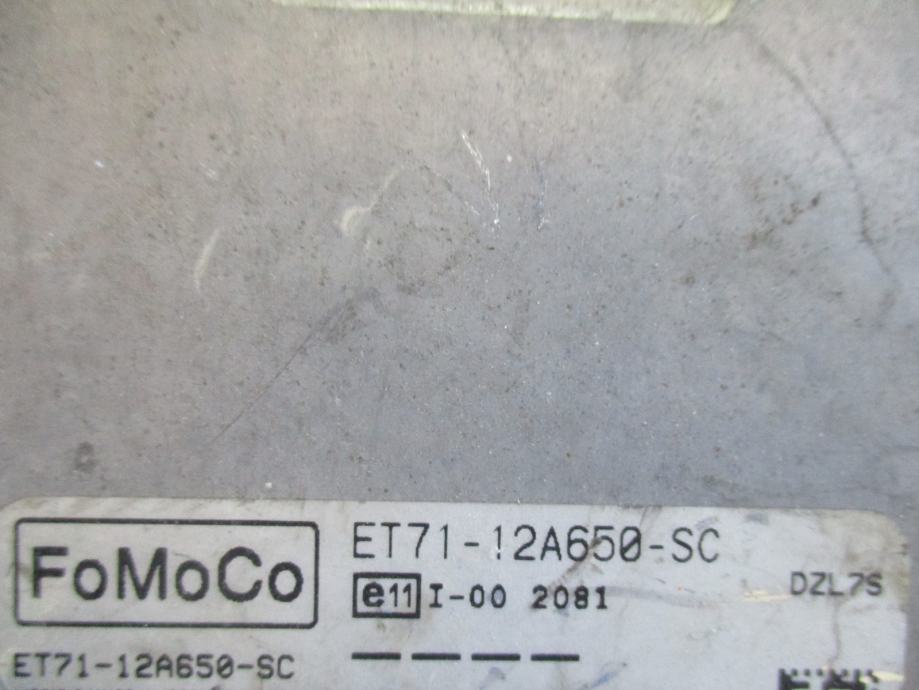 FoMoCo
ET71-12A650-SC
e11 I-00 2081
DZL7S
ET71-12A650-SC